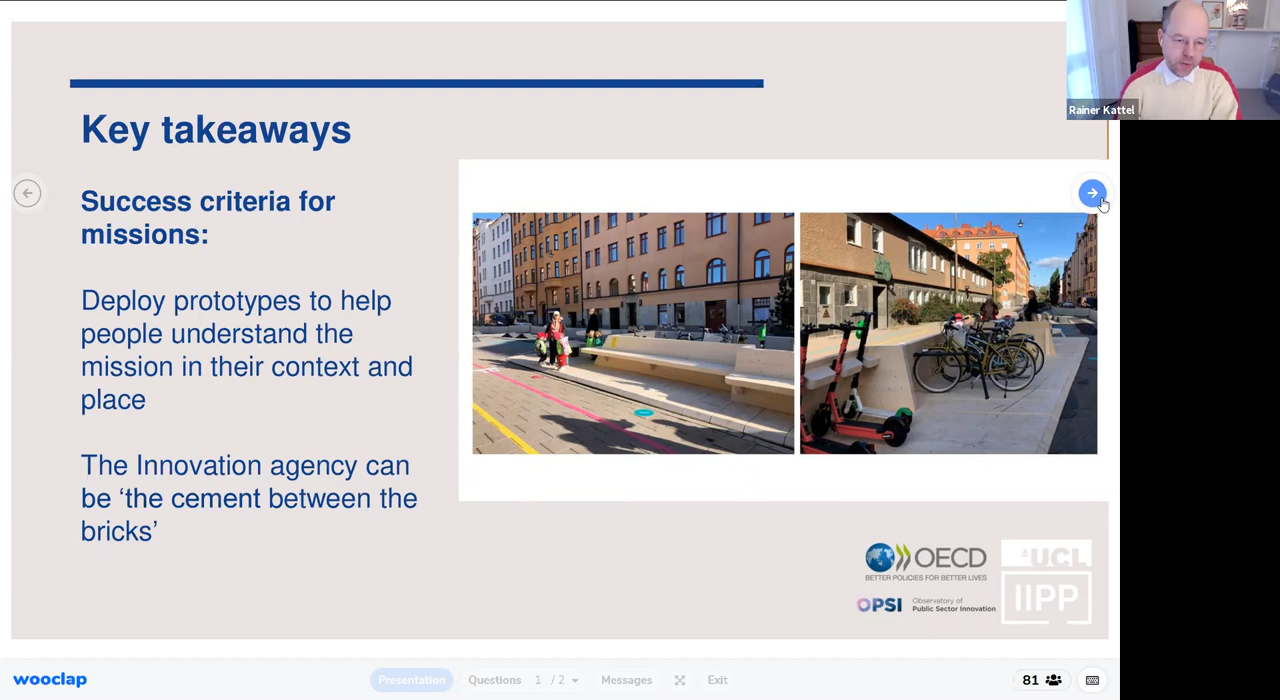 Rainer Kattel
Key takeaways
Success criteria for
missions:
Deploy prototypes to help
people understand the
mission in their context and
place
The Innovation agency can
be ‘the cement between the
bricks’
OECD
BETTER POLICIES FOR BETTER LIVES
OPSI
Observatory of
Public Sector Innovation
UCL
IIPP
wooclap
Presentation
Questions 1 / 2
Messages
Exit
81